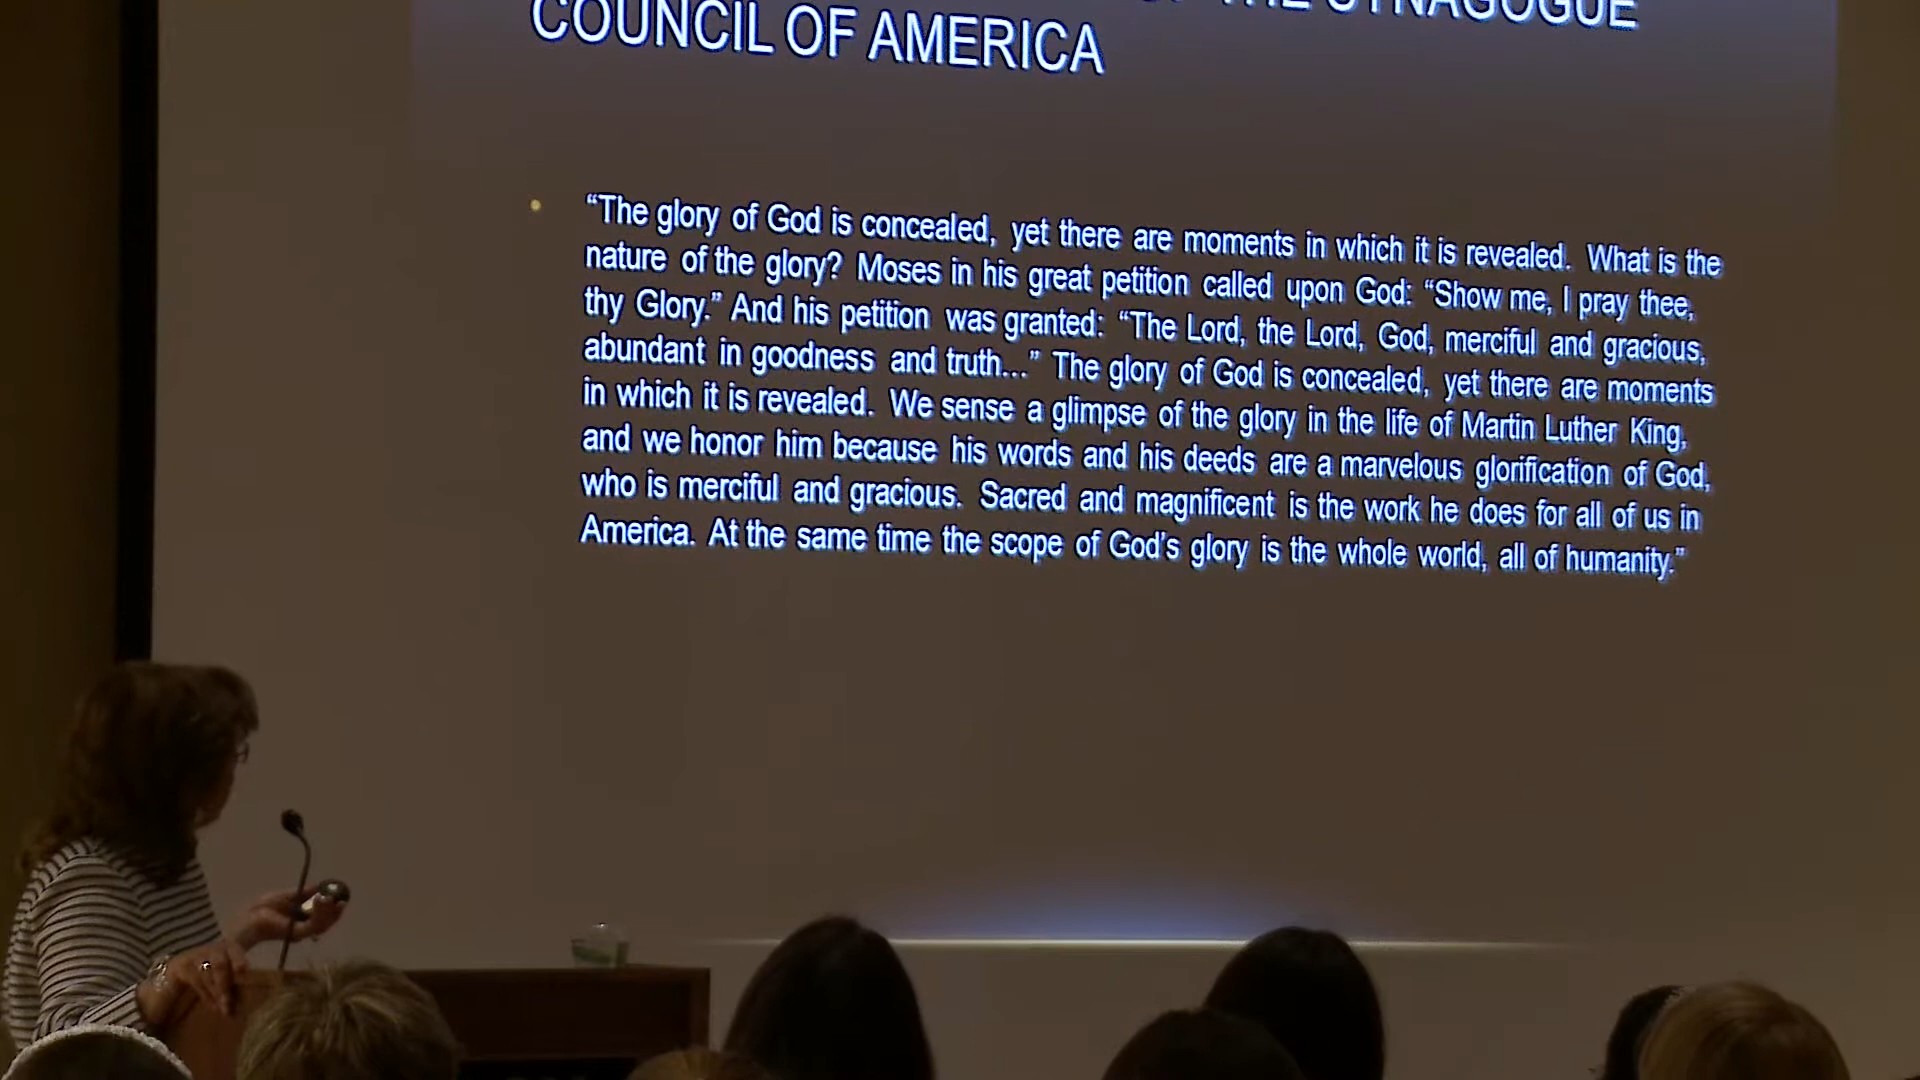 THE SYNAGOGUE
COUNCIL OF AMERICA
• “The glory of God is concealed, yet there are moments in which it is revealed. What is the
nature of the glory? Moses in his great petition called upon God: “Show me, I pray thee,
thy Glory.” And his petition was granted: “The Lord, the Lord, God, merciful and gracious,
abundant in goodness and truth...” The glory of God is concealed, yet there are moments
in which it is revealed. We sense a glimpse of the glory in the life of Martin Luther King,
and we honor him because his words and his deeds are a marvelous glorification of God,
who is merciful and gracious. Sacred and magnificent is the work he does for all of us in
America. At the same time the scope of God’s glory is the whole world, all of humanity.”